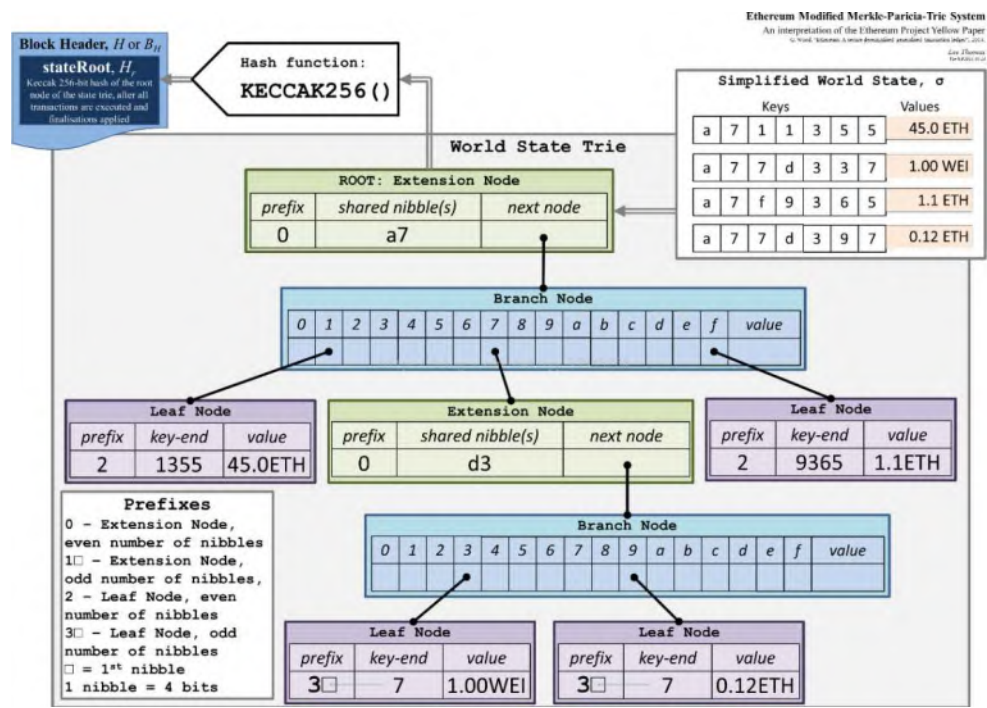 Ethereum Modified Merkle-Paricia-Trie System
An interpretation of the Ethereum Project Yellow Paper
Block Header, H or B_H
stateRoot, H_r
Keccak 256-bit hash of the root
node of the state trie, after all
transactions are executed and
finalisations applied
Hash function:
KECCAK256()
Simplified World State, σ
Keys Values
a 7 1 1 3 5 5 45.0 ETH
a 7 7 d 3 3 7 1.00 WEI
a 7 f 9 3 6 5 1.1 ETH
a 7 7 d 3 9 7 0.12 ETH
World State Trie
ROOT: Extension Node
prefix shared nibble(s) next node
0 a7
Branch Node
0 1 2 3 4 5 6 7 8 9 a b c d e f value
Leaf Node
prefix key-end value
2 1355 45.0ETH
Extension Node
prefix shared nibble(s) next node
0 d3
Leaf Node
prefix key-end value
2 9365 1.1ETH
Branch Node
0 1 2 3 4 5 6 7 8 9 a b c d e f value
Leaf Node
prefix key-end value
3□ 7 1.00WEI
Leaf Node
prefix key-end value
3□ 7 0.12ETH
Prefixes
0 - Extension Node,
even number of nibbles
1□ - Extension Node,
odd number of nibbles,
2 - Leaf Node, even
number of nibbles
3□ - Leaf Node, odd
number of nibbles
□ = 1st nibble
1 nibble = 4 bits